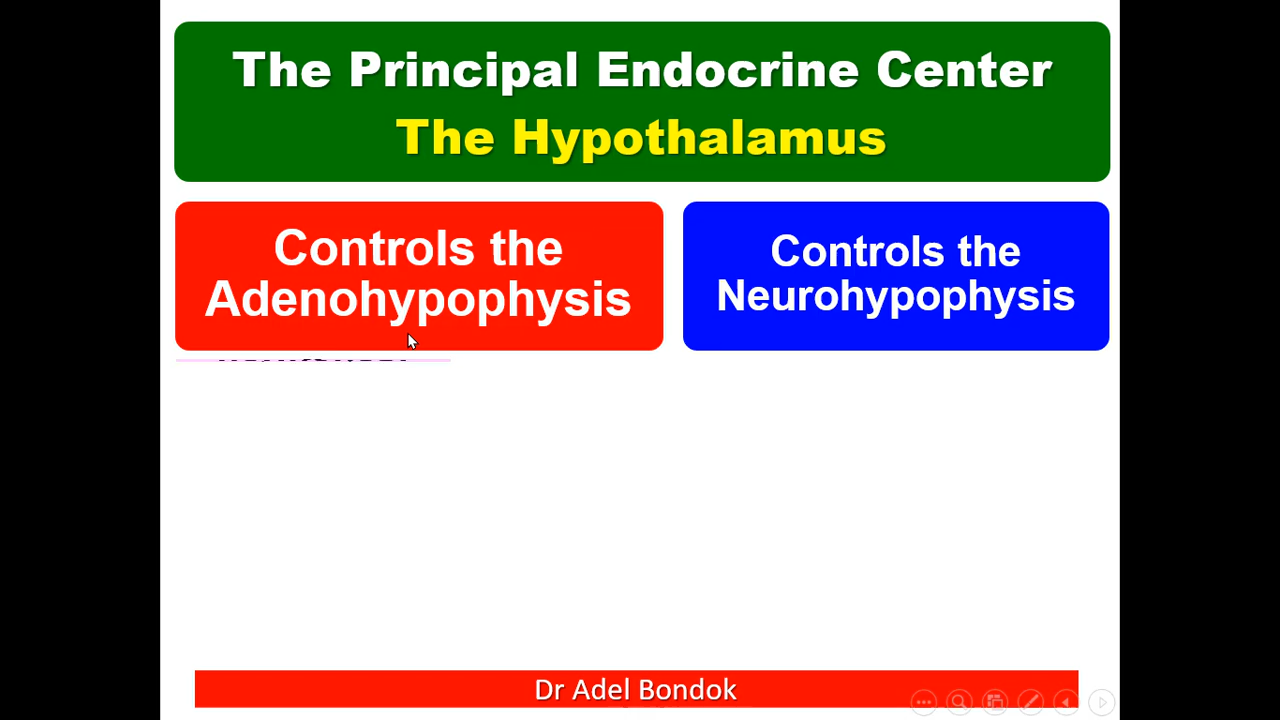 The Principal Endocrine Center
The Hypothalamus
Controls the
Adenohypophysis
Controls the
Neurohypophysis
Dr Adel Bondok